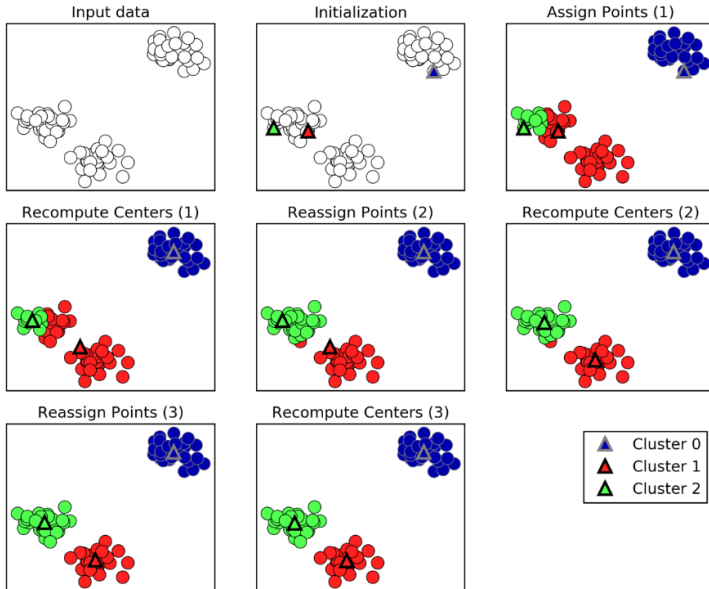 Input data
Initialization
Assign Points (1)
Recompute Centers (1)
Reassign Points (2)
Recompute Centers (2)
Reassign Points (3)
Recompute Centers (3)
Cluster 0
Cluster 1
Cluster 2